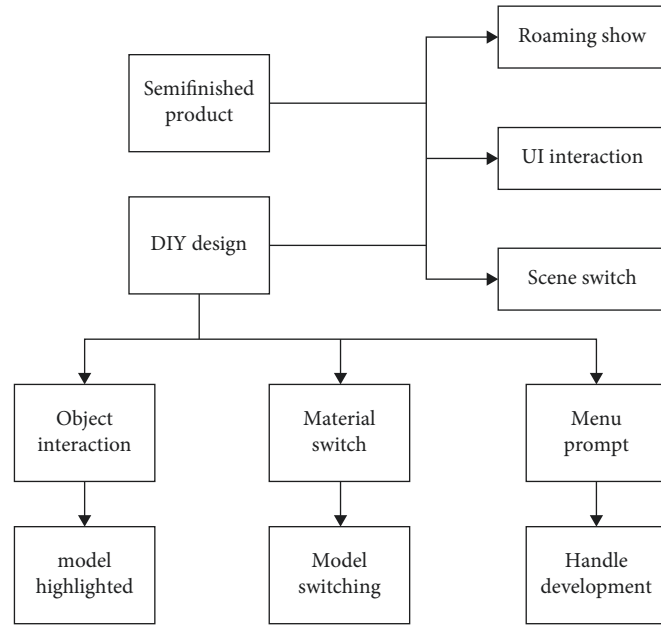 Roaming show
Semifinished
product
UI interaction
DIY design
Scene switch
Object
interaction
Material
switch
Menu
prompt
model
highlighted
Model
switching
Handle
development